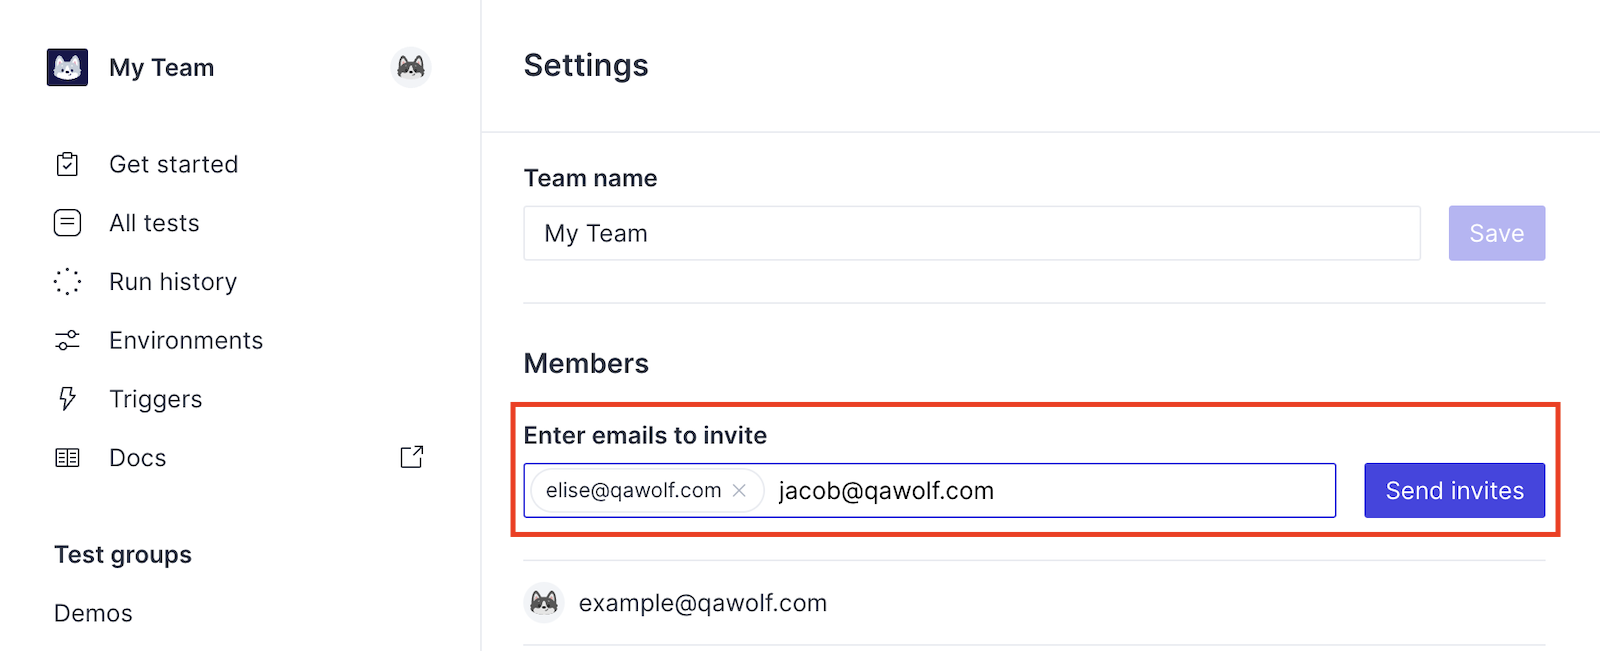 My Team
Get started
All tests
Run history
Environments
Triggers
Docs
Test groups
Demos
Settings
Team name
My Team
Save
Members
Enter emails to invite
elise@qawolf.com jacob@qawolf.com
Send invites
example@qawolf.com